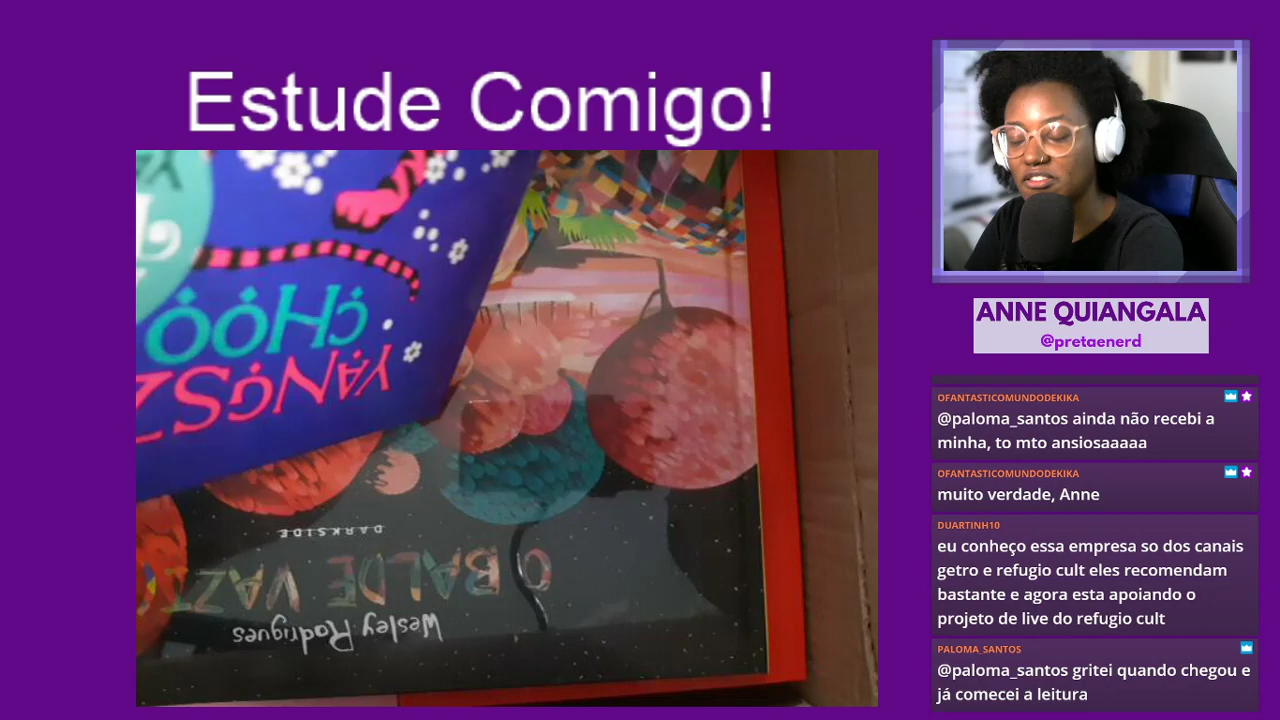 Estude Comigo!
YANGSZ
CHOO
DARKSIDE
O BALDE VAZI
Wesley Rodrigues
ANNE QUIANGALA
@pretaenerd
OFANTASTICOMUNDODEKIKA
@paloma_santos ainda não recebi a
minha, to mto ansiosaaaaa
OFANTASTICOMUNDODEKIKA
muito verdade, Anne
DUARTINH10
eu conheço essa empresa so dos canais
getro e refugio cult eles recomendam
bastante e agora esta apoiando o
projeto de live do refugio cult
PALOMA_SANTOS
@paloma_santos gritei quando chegou e
já comecei a leitura